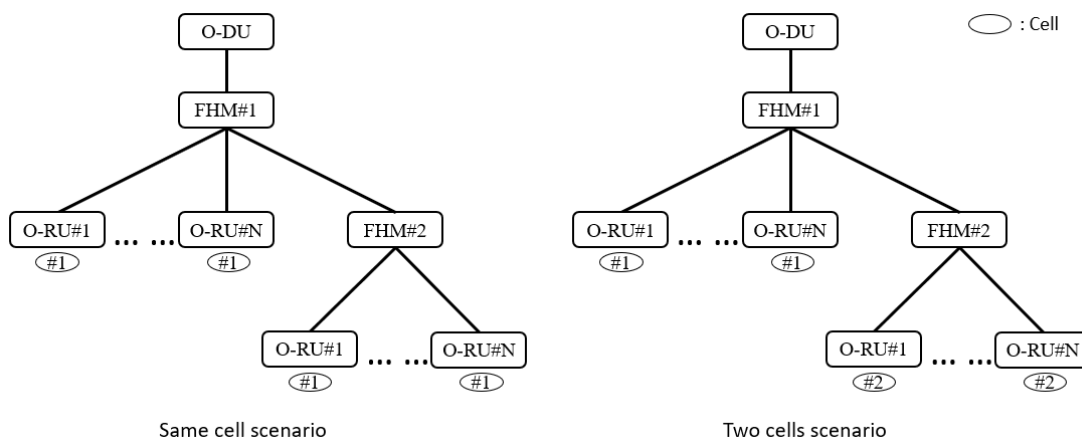 O-DU
FHM#1
O-RU#1 ... ... O-RU#N FHM#2
#1 #1
O-RU#1 ... ... O-RU#N
#1 #1
Same cell scenario
O-DU
: Cell
FHM#1
O-RU#1 ... ... O-RU#N FHM#2
#1 #1
O-RU#1 ... ... O-RU#N
#2 #2
Two cells scenario